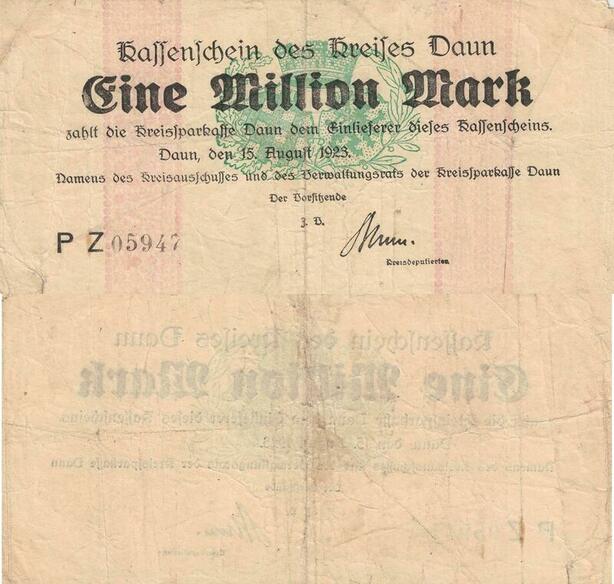 Kassenschein des Kreises Daun
Eine Million Mark
zahlt die Kreissparkasse Daun dem Einlieferer dieses Kassenscheins.
Daun, den 15. August 1923.
Namens des Kreisausschusses und des Verwaltungsrats der Kreissparkasse Daun
Der Vorsitzende
J. V.
P Z 05947
Kreisdeputierten